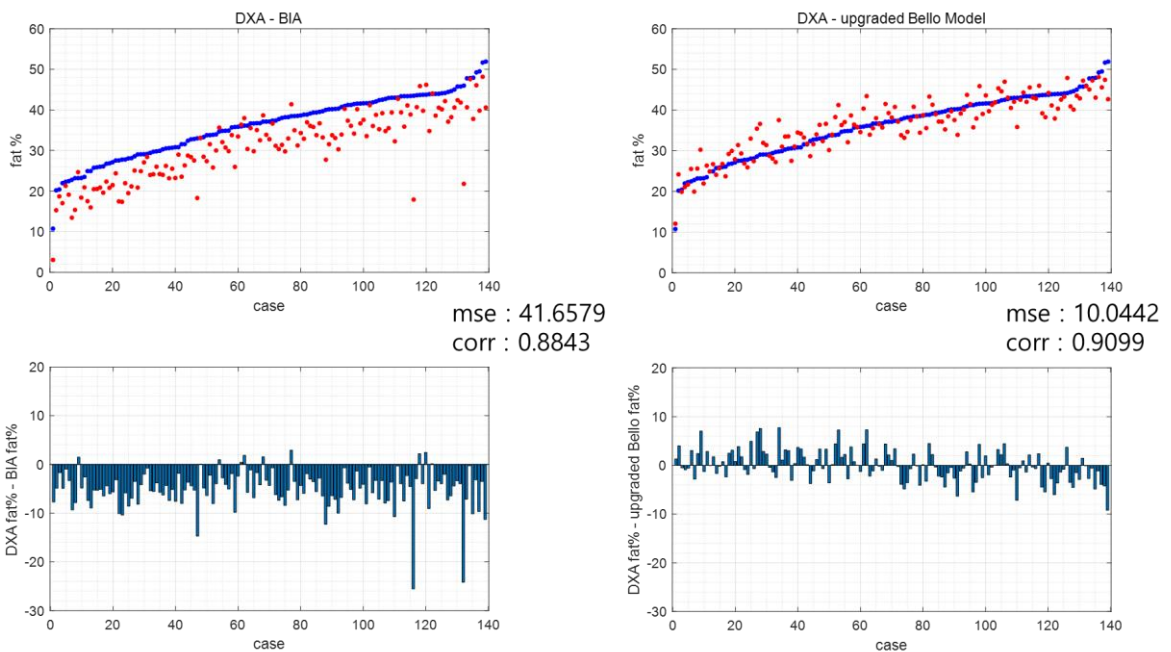 DXA - BIA
60
50
40
30
20
10
0
fat %
0 20 40 60 80 100 120 140
case
mse : 41.6579
corr : 0.8843
DXA - upgraded Bello Model
60
50
40
30
20
10
0
fat %
0 20 40 60 80 100 120 140
case
mse : 10.0442
corr : 0.9099
20
10
0
-10
-20
-30
DXA fat% - BIA fat%
0 20 40 60 80 100 120 140
case
20
10
0
-10
-20
-30
DXA fat% - upgraded Bello fat%
0 20 40 60 80 100 120 140
case